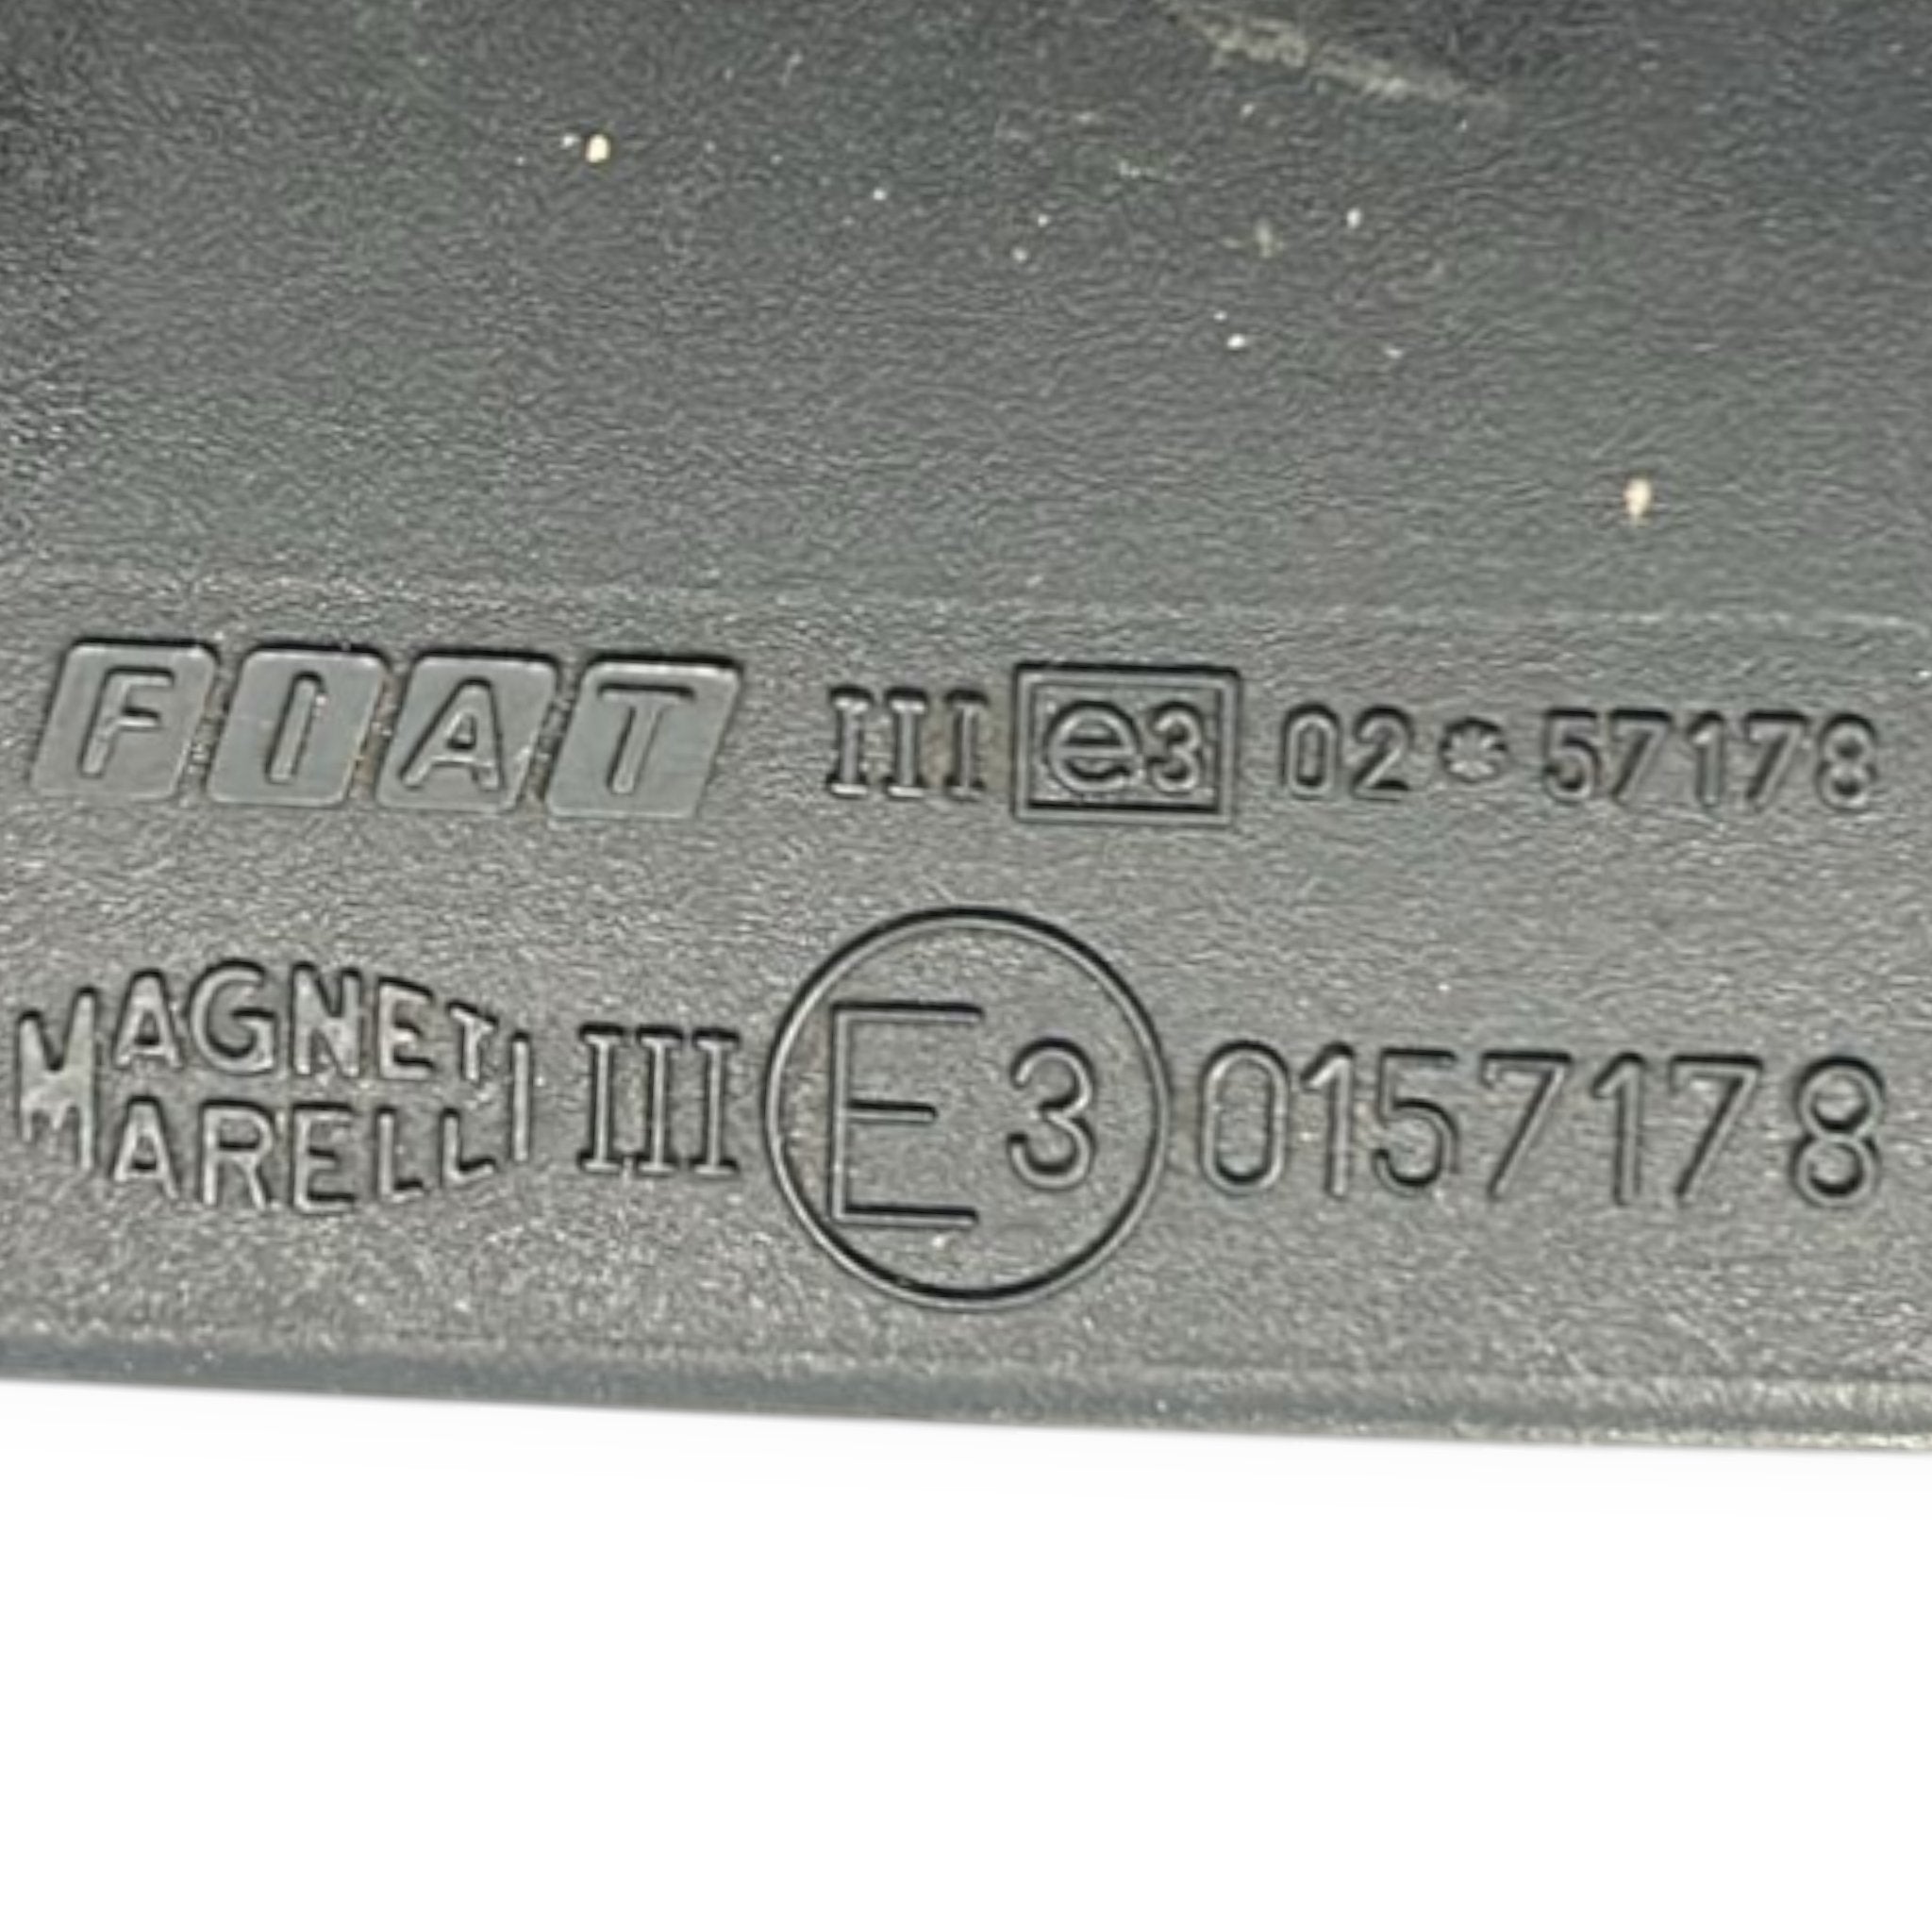 FIAT III e3 02*57178
MAGNETI
MARELLI III E3 0157178